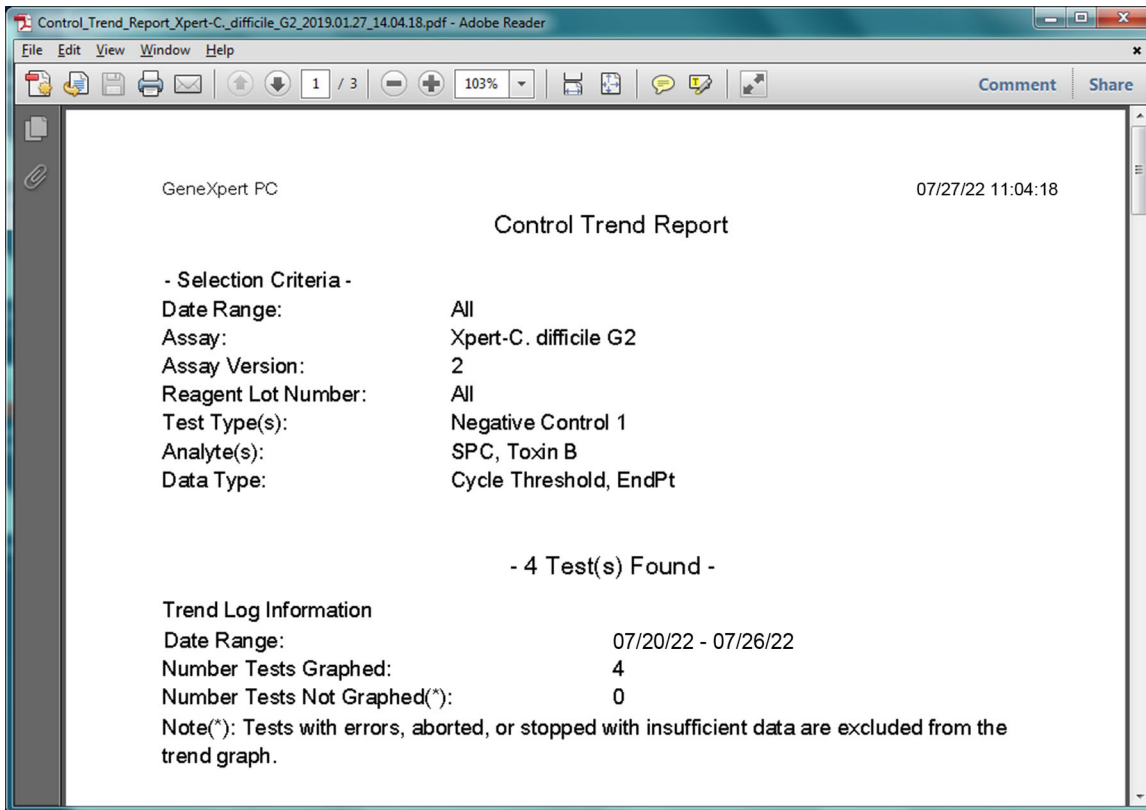 Control_Trend_Report_Xpert-C._difficile_G2_2019.01.27_14.04.18.pdf - Adobe Reader
File Edit View Window Help
1 / 3 103% Comment Share
GeneXpert PC 07/27/22 11:04:18
Control Trend Report
- Selection Criteria -
Date Range: All
Assay: Xpert-C. difficile G2
Assay Version: 2
Reagent Lot Number: All
Test Type(s): Negative Control 1
Analyte(s): SPC, Toxin B
Data Type: Cycle Threshold, EndPt
- 4 Test(s) Found -
Trend Log Information
Date Range: 07/20/22 - 07/26/22
Number Tests Graphed: 4
Number Tests Not Graphed(*): 0
Note(*): Tests with errors, aborted, or stopped with insufficient data are excluded from the
trend graph.